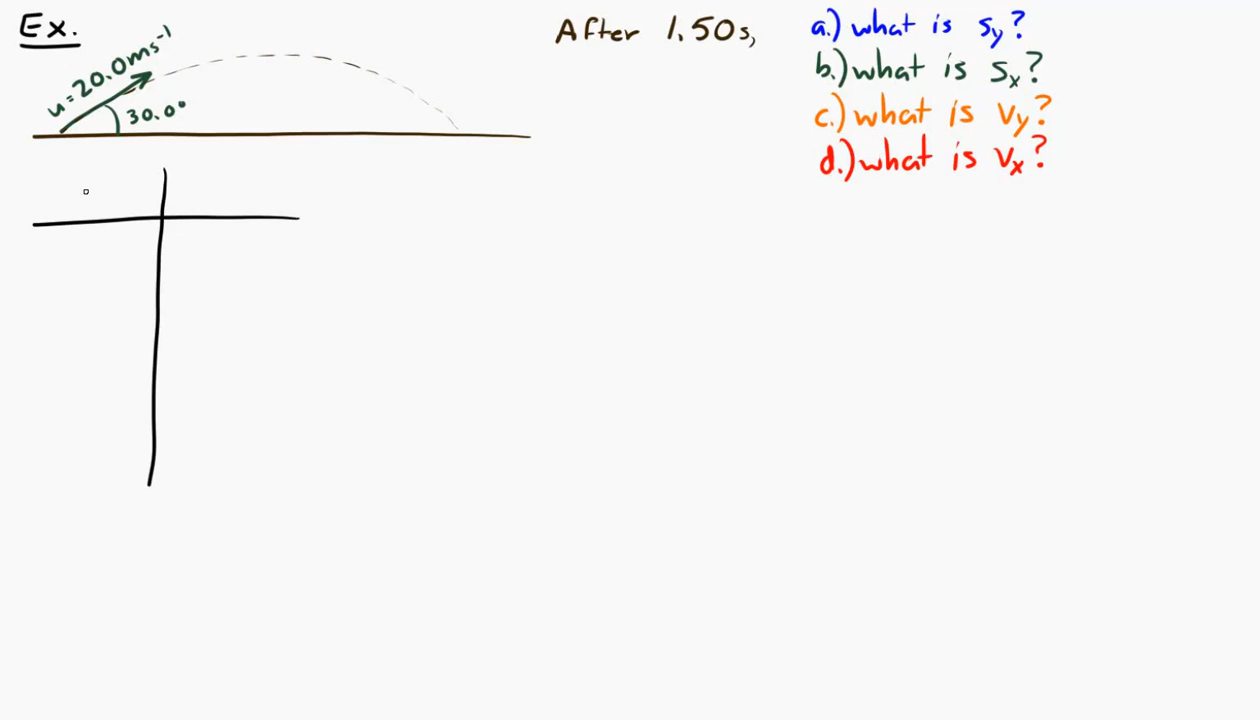 Ex.
u=20.0ms⁻¹
30.0°
After 1.50s,
a.) what is sy?
b.) what is sx?
c.) what is vy?
d.) what is vx?